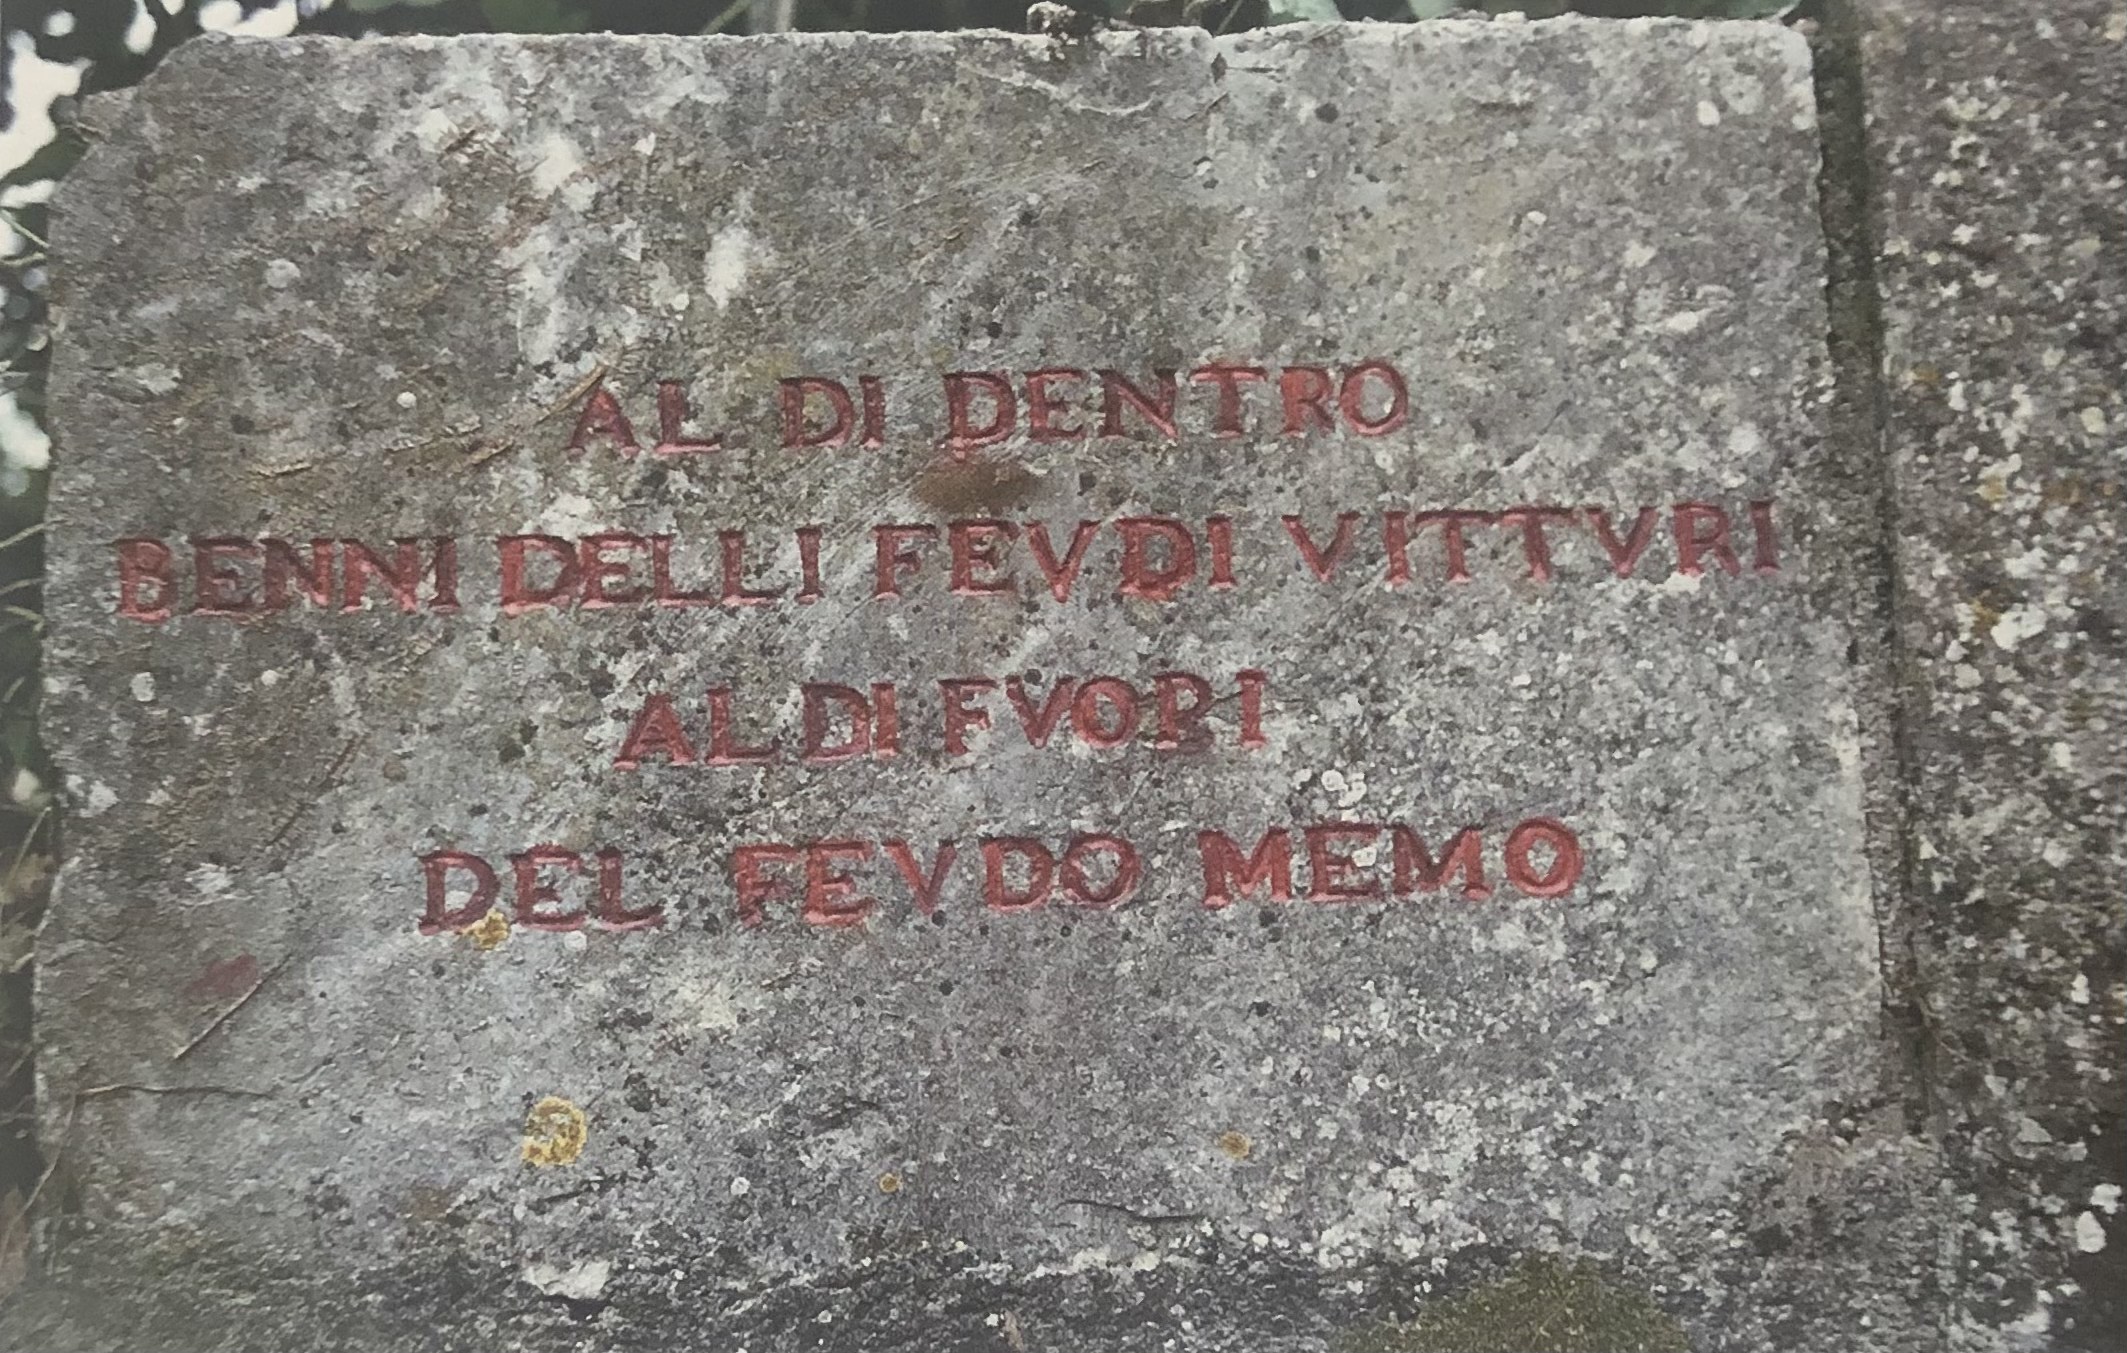 AL DI DENTRO
BENNI DELLI FEVDI VITTVRI
AL DI FVORI
DEL FEVDO MEMO